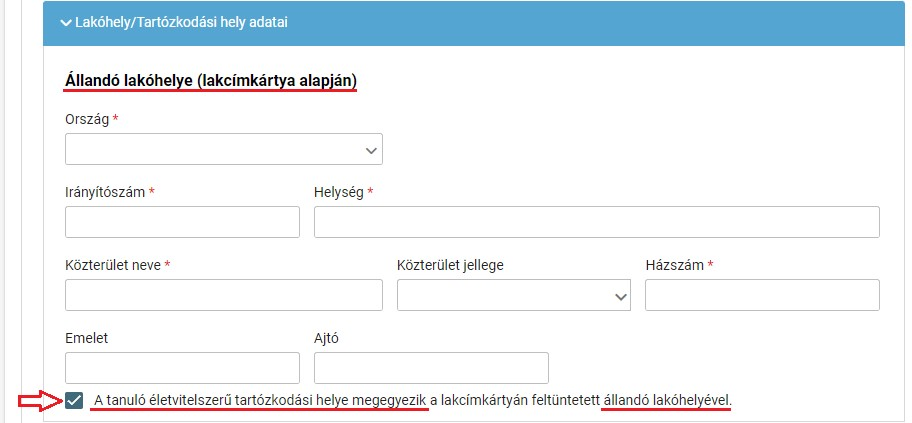 Lakóhely/Tartózkodási hely adatai
Állandó lakóhelye (lakcímkártya alapján)
Ország *
Irányítószám * Helység *
Közterület neve * Közterület jellege Házszám *
Emelet Ajtó
A tanuló életvitelszerű tartózkodási helye megegyezik a lakcímkártyán feltüntetett állandó lakóhelyével.